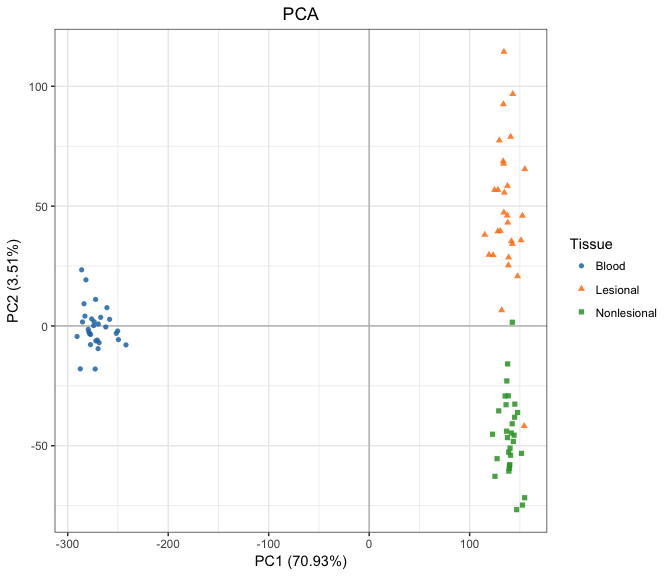 PCA
100
50
0
-50
PC2 (3.51%)
-300
-200
-100
0
100
PC1 (70.93%)
Tissue
Blood
Lesional
Nonlesional